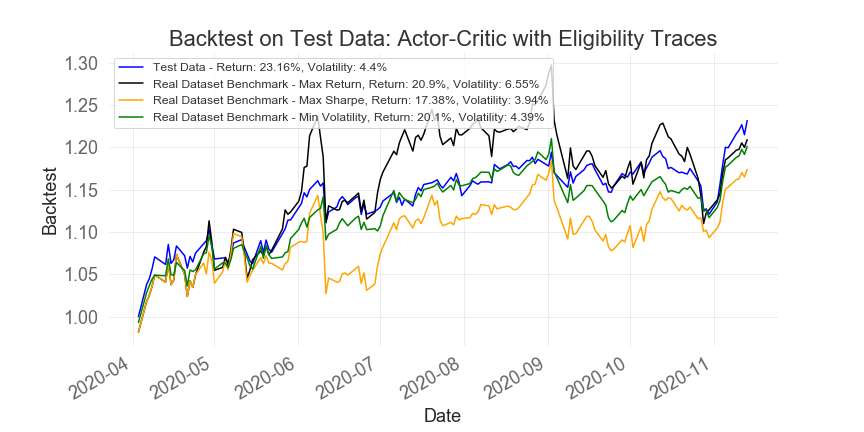 Backtest on Test Data: Actor-Critic with Eligibility Traces
Test Data - Return: 23.16%, Volatility: 4.4%
Real Dataset Benchmark - Max Return, Return: 20.9%, Volatility: 6.55%
Real Dataset Benchmark - Max Sharpe, Return: 17.38%, Volatility: 3.94%
Real Dataset Benchmark - Min Volatility, Return: 20.1%, Volatility: 4.39%
Backtest
1.30
1.25
1.20
1.15
1.10
1.05
1.00
2020-04
2020-05
2020-06
2020-07
2020-08
2020-09
2020-10
2020-11
Date